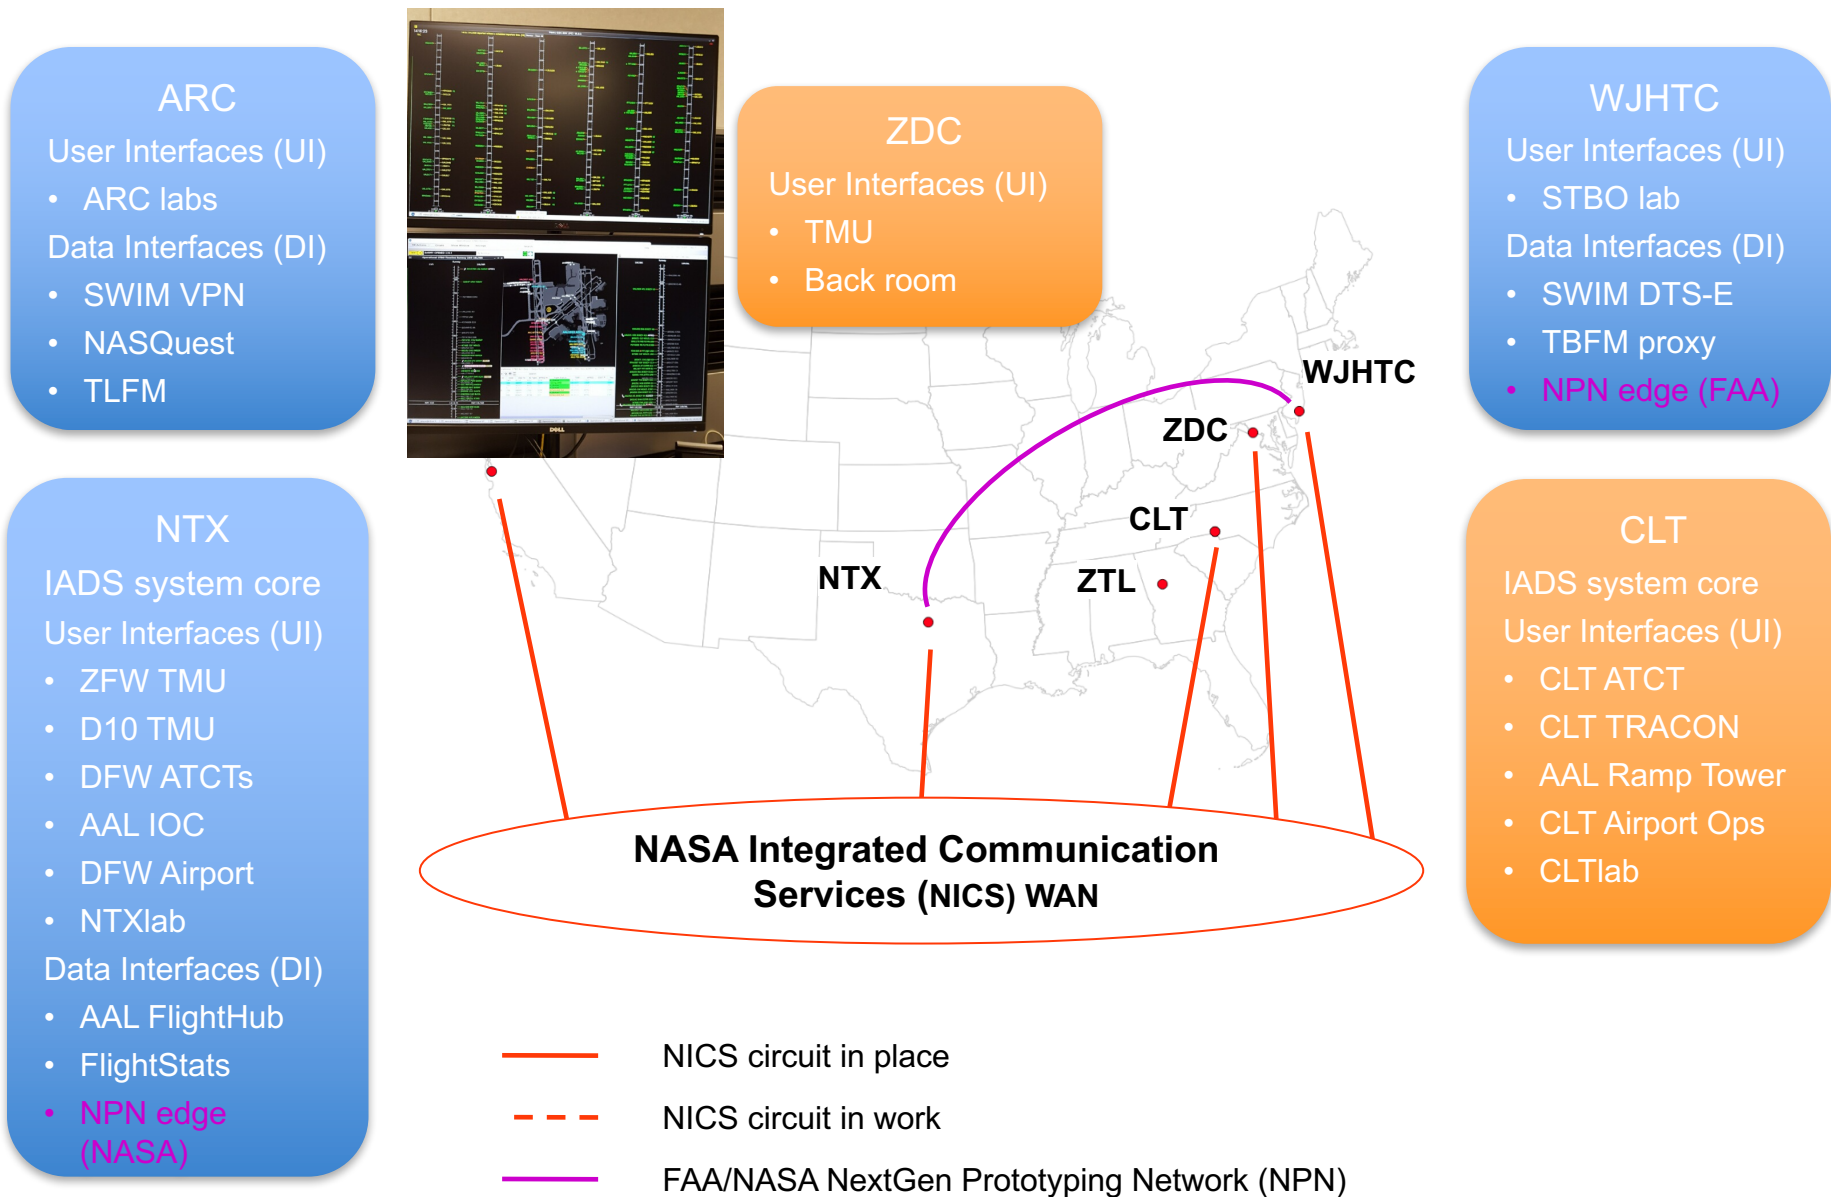 ARC
User Interfaces (UI)
• ARC labs
Data Interfaces (DI)
• SWIM VPN
• NASQuest
• TLFM
NTX
IADS system core
User Interfaces (UI)
• ZFW TMU
• D10 TMU
• DFW ATCTs
• AAL IOC
• DFW Airport
• NTXlab
Data Interfaces (DI)
• AAL FlightHub
• FlightStats
• NPN edge
(NASA)
DELL
ZDC
User Interfaces (UI)
• TMU
• Back room
WJHTC
User Interfaces (UI)
• STBO lab
Data Interfaces (DI)
• SWIM DTS-E
• TBFM proxy
• NPN edge (FAA)
CLT
IADS system core
User Interfaces (UI)
• CLT ATCT
• CLT TRACON
• AAL Ramp Tower
• CLT Airport Ops
• CLTlab
WJHTC
ZDC
CLT
ZTL
NTX
NASA Integrated Communication
Services (NICS) WAN
NICS circuit in place
NICS circuit in work
FAA/NASA NextGen Prototyping Network (NPN)